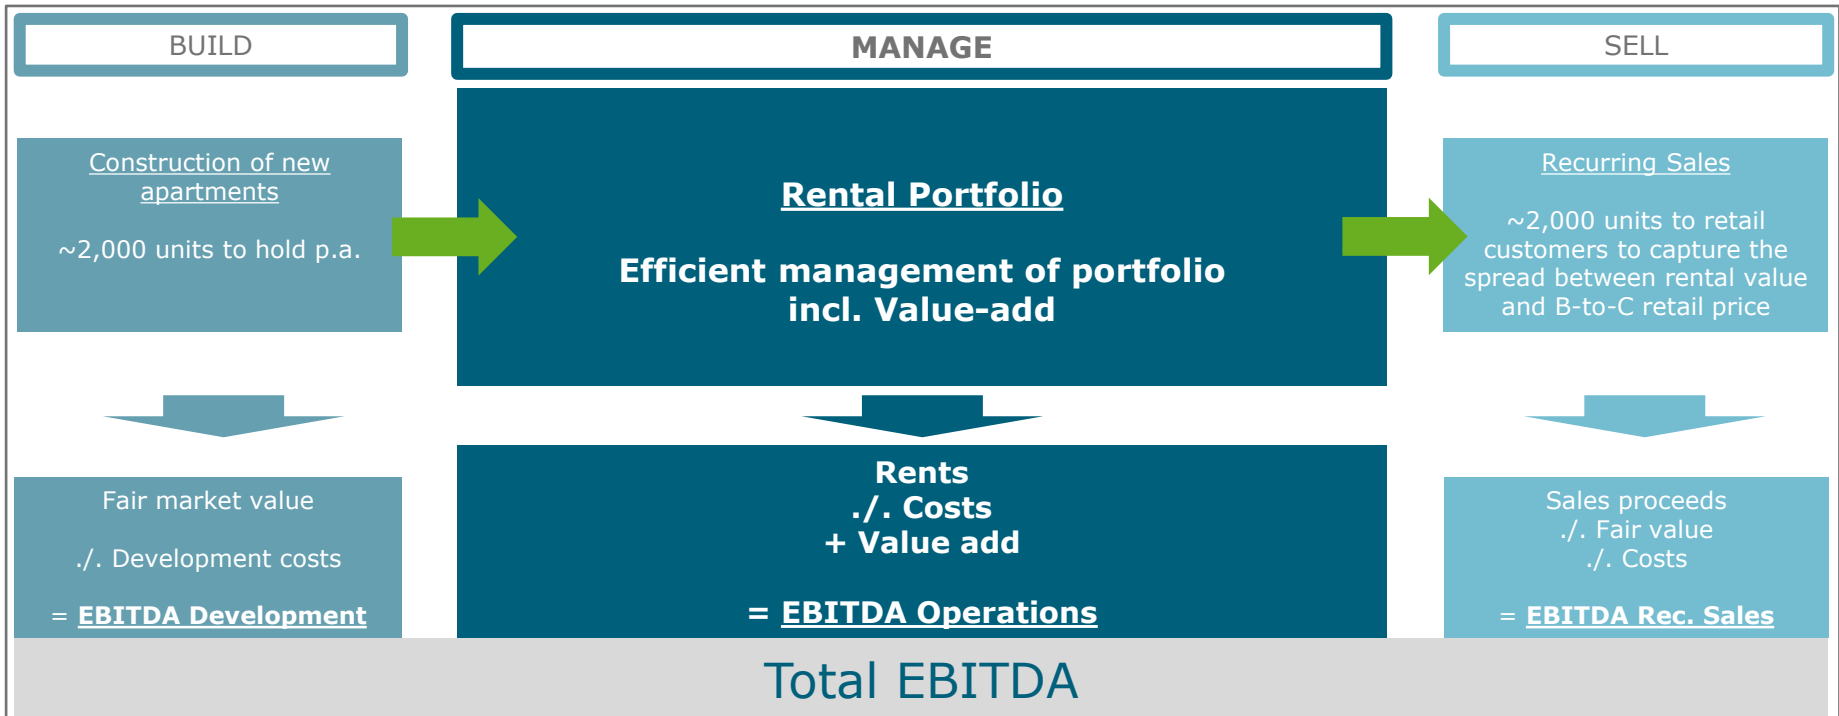 BUILD
MANAGE
SELL
Construction of new
apartments
~2,000 units to hold p.a.
Rental Portfolio
Efficient management of portfolio
incl. Value-add
Recurring Sales
~2,000 units to retail
customers to capture the
spread between rental value
and B-to-C retail price
Fair market value
./. Development costs
= EBITDA Development
Rents
./. Costs
+ Value add
= EBITDA Operations
Sales proceeds
./. Fair value
./. Costs
= EBITDA Rec. Sales
Total EBITDA